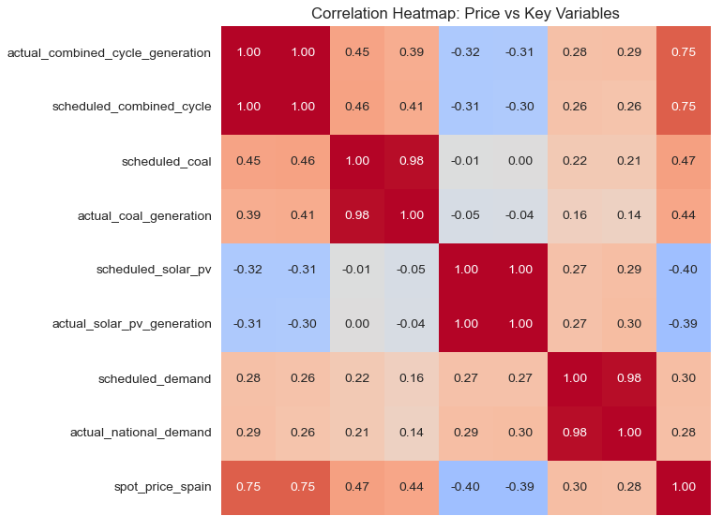 Correlation Heatmap: Price vs Key Variables
actual_combined_cycle_generation 1.00 1.00 0.45 0.39 -0.32 -0.31 0.28 0.29 0.75
scheduled_combined_cycle 1.00 1.00 0.46 0.41 -0.31 -0.30 0.26 0.26 0.75
scheduled_coal 0.45 0.46 1.00 0.98 -0.01 0.00 0.22 0.21 0.47
actual_coal_generation 0.39 0.41 0.98 1.00 -0.05 -0.04 0.16 0.14 0.44
scheduled_solar_pv -0.32 -0.31 -0.01 -0.05 1.00 1.00 0.27 0.29 -0.40
actual_solar_pv_generation -0.31 -0.30 0.00 -0.04 1.00 1.00 0.27 0.30 -0.39
scheduled_demand 0.28 0.26 0.22 0.16 0.27 0.27 1.00 0.98 0.30
actual_national_demand 0.29 0.26 0.21 0.14 0.29 0.30 0.98 1.00 0.28
spot_price_spain 0.75 0.75 0.47 0.44 -0.40 -0.39 0.30 0.28 1.00